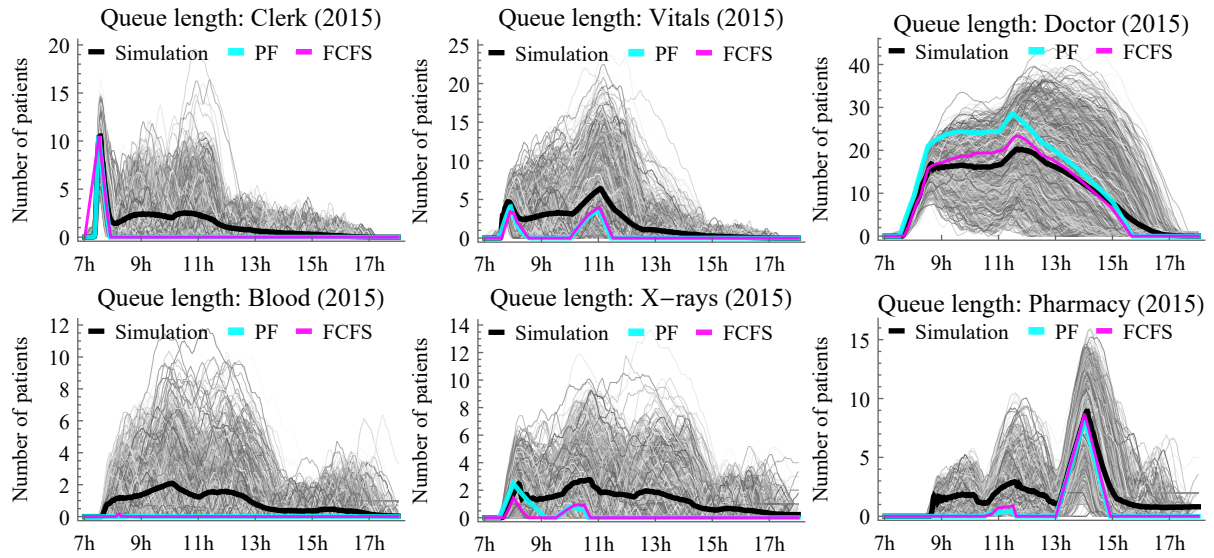 Queue length: Clerk (2015)
Number of patients
20
15
10
5
0
Simulation PF FCFS
7h 9h 11h 13h 15h 17h
Queue length: Vitals (2015)
Number of patients
25
20
15
10
5
0
Simulation PF FCFS
7h 9h 11h 13h 15h 17h
Queue length: Doctor (2015)
Number of patients
40
30
20
10
0
Simulation PF FCFS
7h 9h 11h 13h 15h 17h
Queue length: Blood (2015)
Number of patients
12
10
8
6
4
2
0
Simulation PF FCFS
7h 9h 11h 13h 15h 17h
Queue length: X−rays (2015)
Number of patients
14
12
10
8
6
4
2
0
Simulation PF FCFS
7h 9h 11h 13h 15h 17h
Queue length: Pharmacy (2015)
Number of patients
15
10
5
0
Simulation PF FCFS
7h 9h 11h 13h 15h 17h